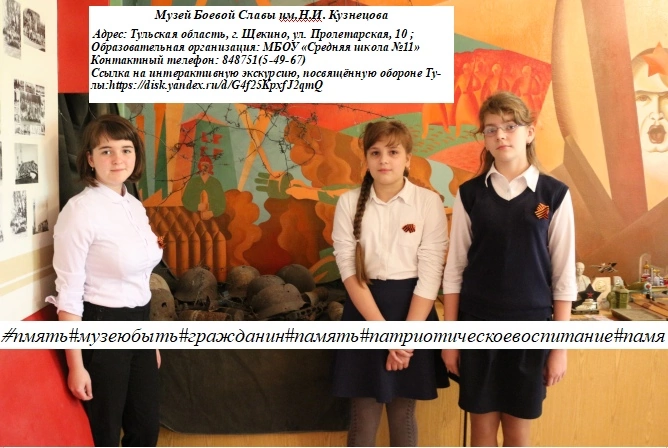 Музей Боевой Славы им.Н.И. Кузнецова
Адрес: Тульская область, г. Щекино, ул. Пролетарская, 10 ;
Образовательная организация: МБОУ «Средняя школа №11»
Контактный телефон: 848751(5-49-67)
Ссылка на интерактивную экскурсию, посвящённую обороне Ту-
лы:https://disk.yandex.ru/d/G4f25KpxfJ2qmQ
#пмять#музеюбыть#гражданин#память#патриотическоевоспитание#памя